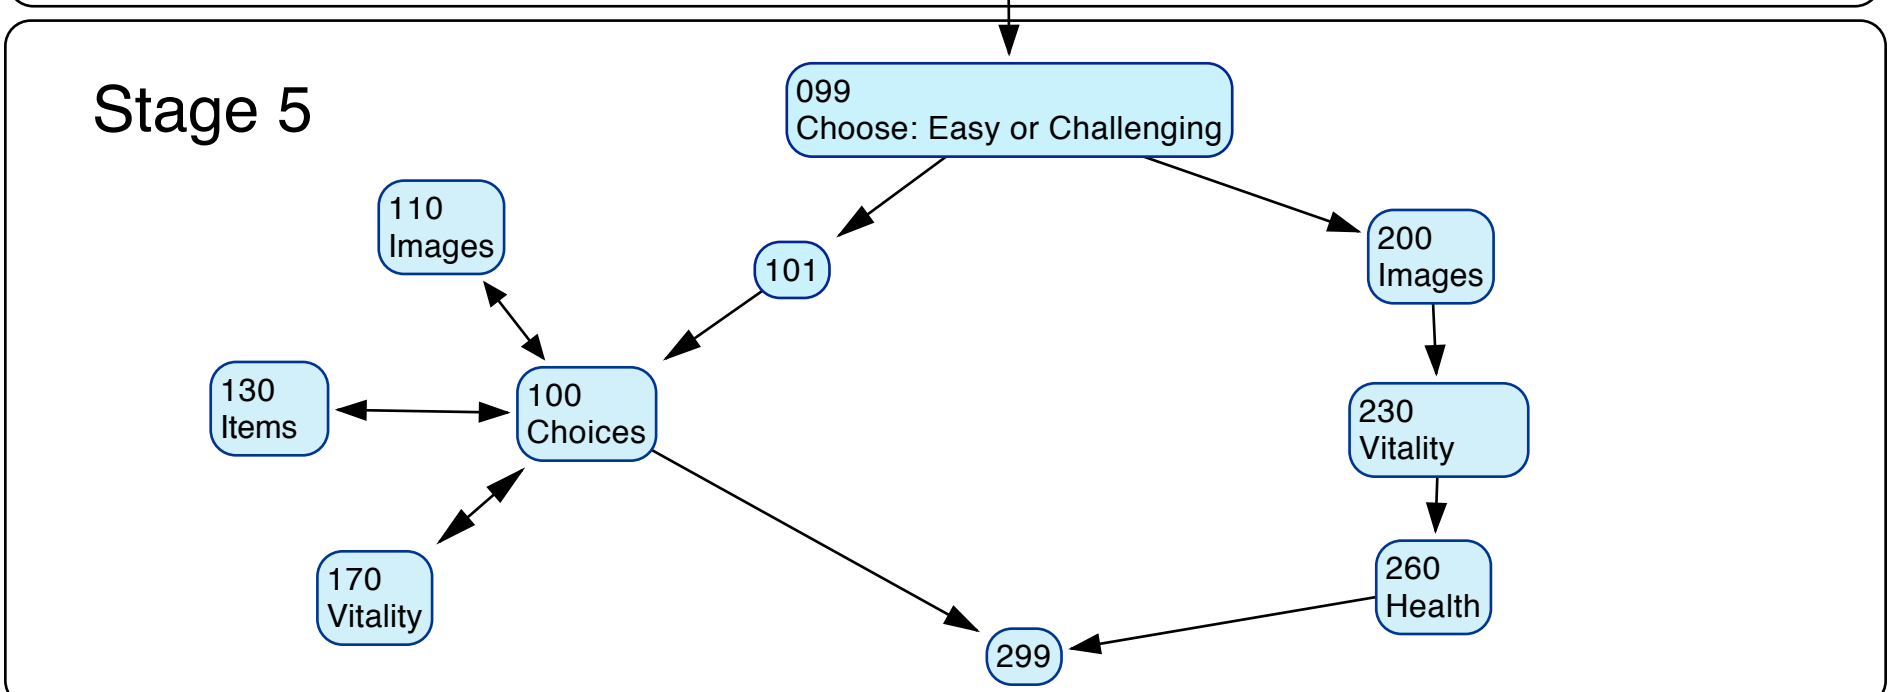 Stage 5
099
Choose: Easy or Challenging
110
Images
101
200
Images
130
Items
100
Choices
230
Vitality
170
Vitality
260
Health
299